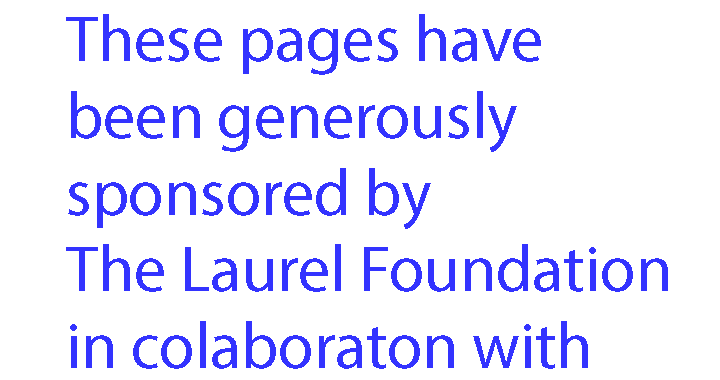 These pages have
been generously
sponsored by
The Laurel Foundation
in colaboraton with